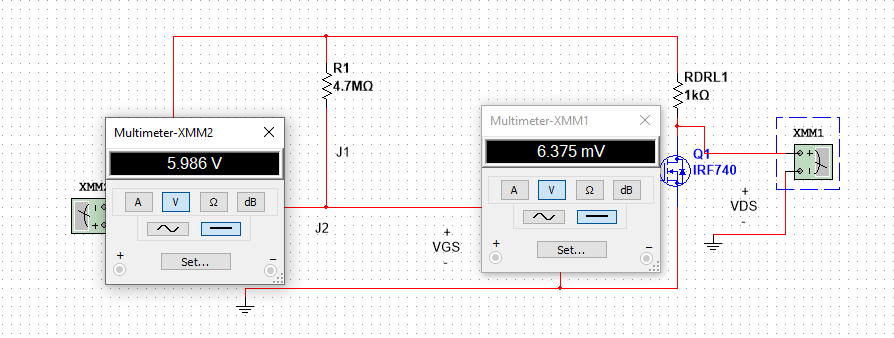 R1
4.7MΩ
RDRL1
1kΩ
Multimeter-XMM2
5.986 V
A
V
Ω
dB
Set...
+
−
J1
J2
Multimeter-XMM1
6.375 mV
A
V
Ω
dB
Set...
+
−
+
VGS
-
Q1
IRF740
XMM1
+
VDS
-